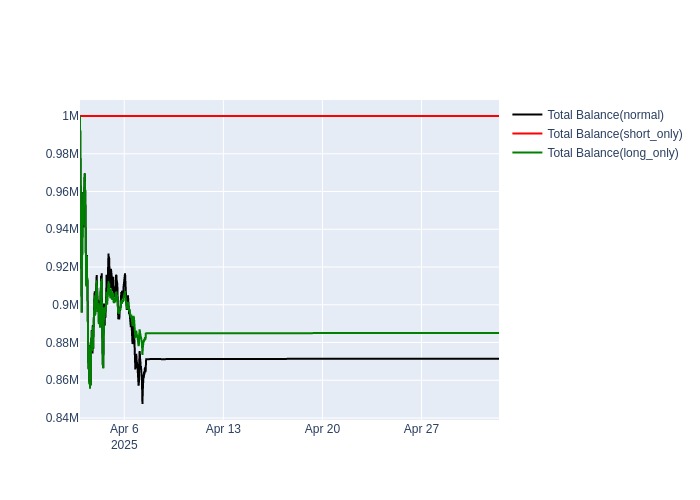 1M
0.98M
0.96M
0.94M
0.92M
0.9M
0.88M
0.86M
0.84M
Apr 6
2025
Apr 13
Apr 20
Apr 27
Total Balance(normal)
Total Balance(short_only)
Total Balance(long_only)